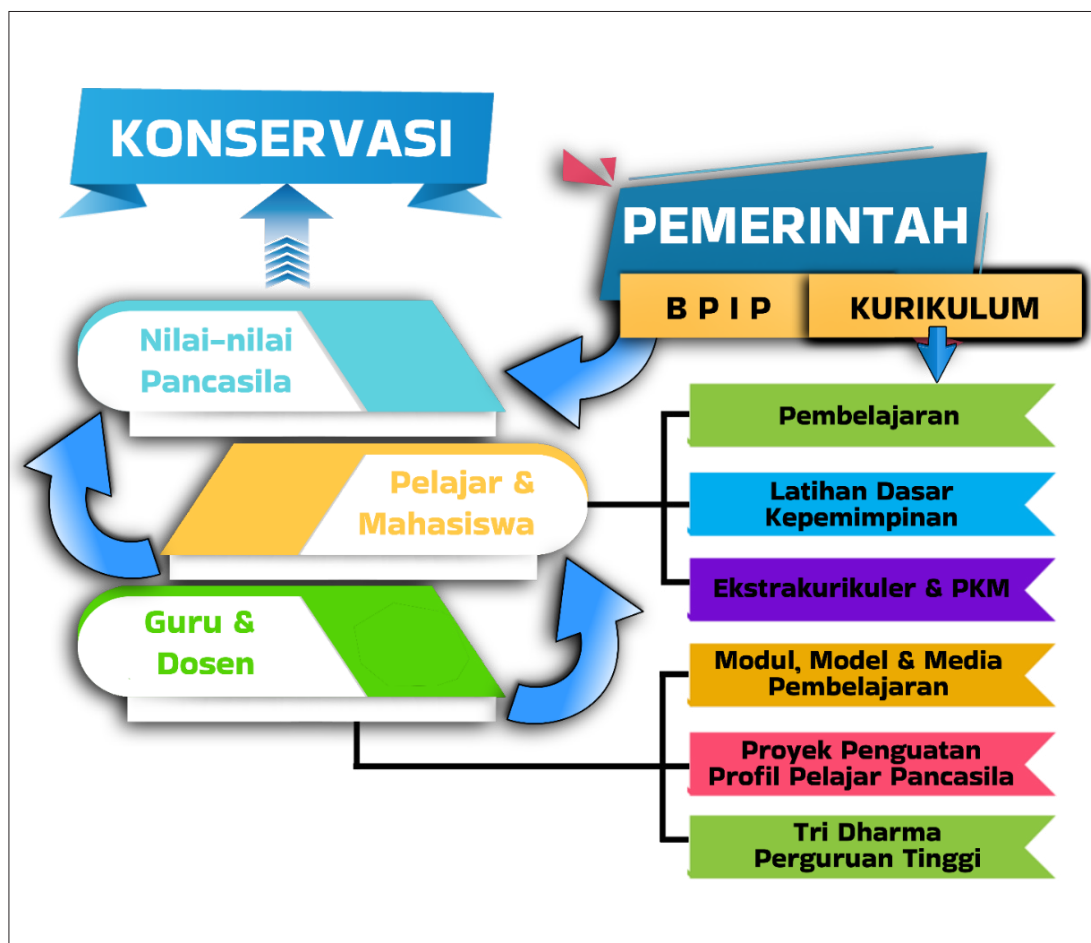 KONSERVASI
PEMERINTAH
B P I P
KURIKULUM
Nilai-nilai
Pancasila
Pelajar &
Mahasiswa
Guru &
Dosen
Pembelajaran
Latihan Dasar
Kepemimpinan
Ekstrakurikuler & PKM
Modul, Model & Media
Pembelajaran
Proyek Penguatan
Profil Pelajar Pancasila
Tri Dharma
Perguruan Tinggi